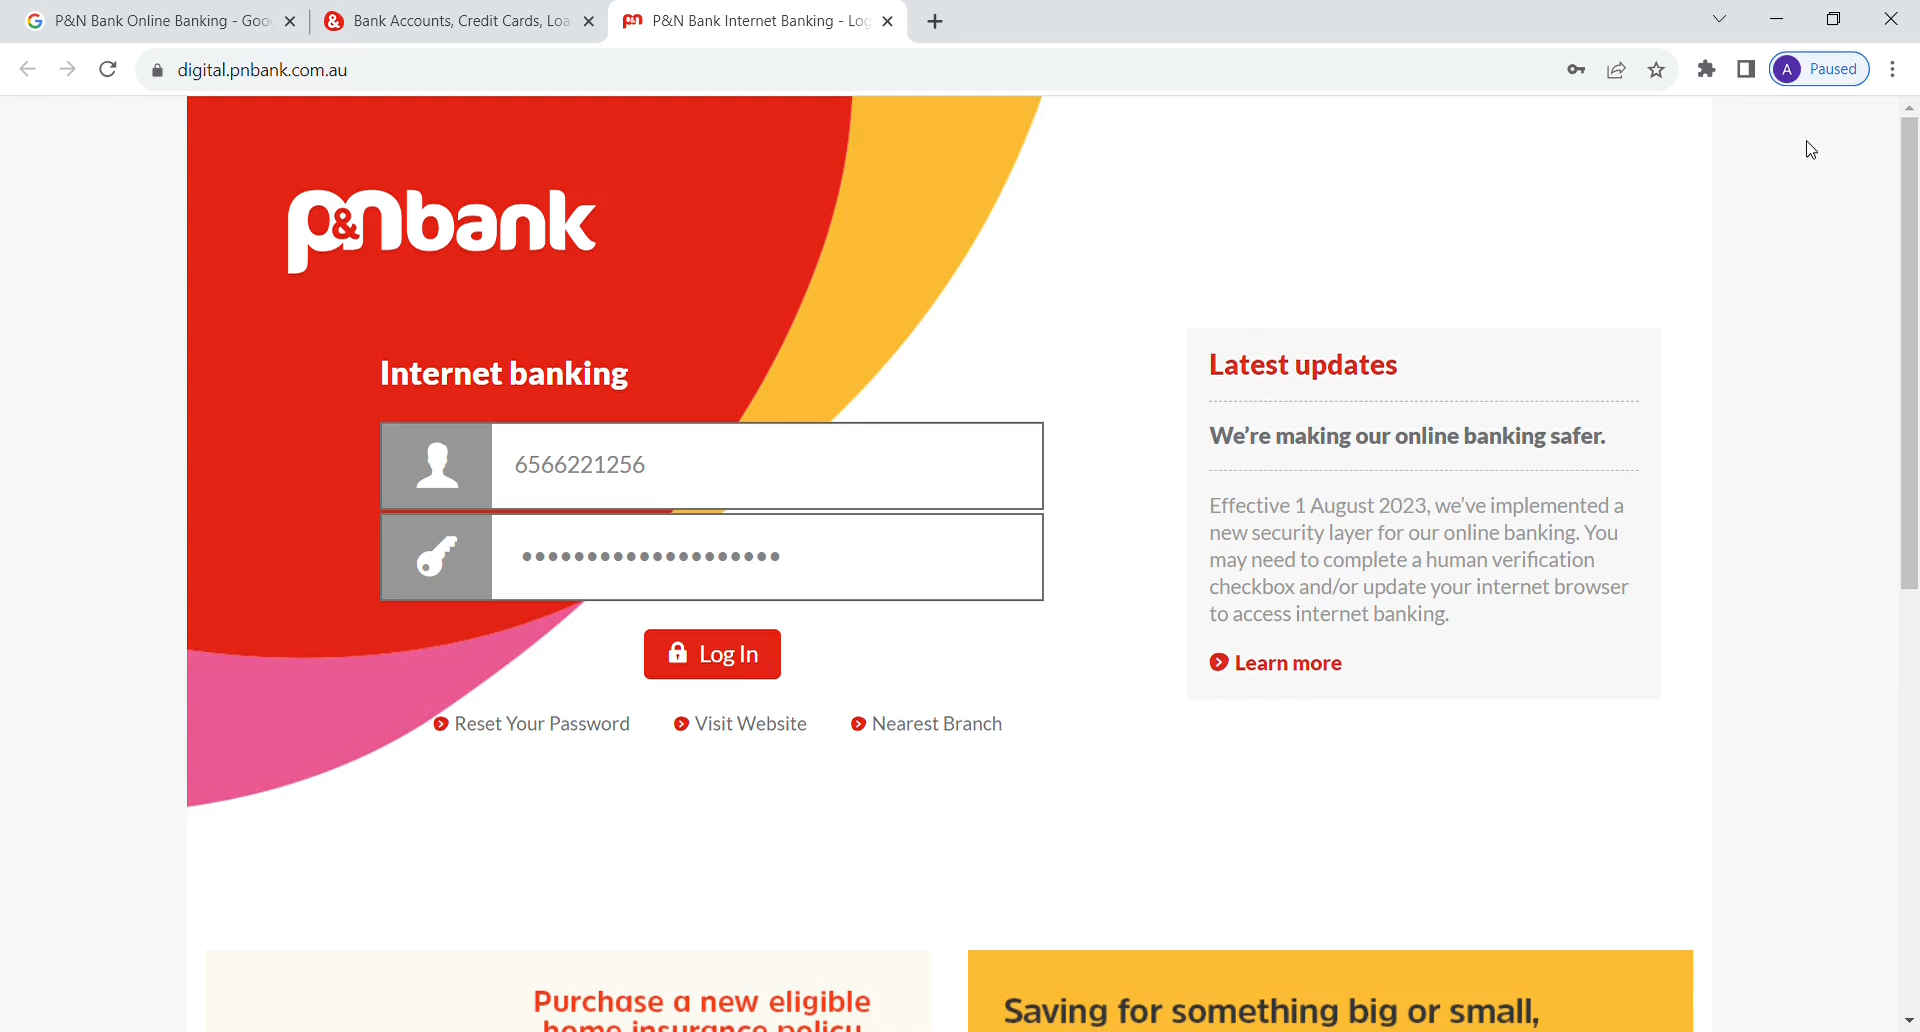 P&N Bank Online Banking - Goo
Bank Accounts, Credit Cards, Loa
P&N Bank Internet Banking - Log
digital.pnbank.com.au
A Paused
p&nbank
Internet banking
6566221256
Log In
Reset Your Password
Visit Website
Nearest Branch
Latest updates
We’re making our online banking safer.
Effective 1 August 2023, we’ve implemented a
new security layer for our online banking. You
may need to complete a human verification
checkbox and/or update your internet browser
to access internet banking.
Learn more
Purchase a new eligible
home insurance policy
Saving for something big or small,